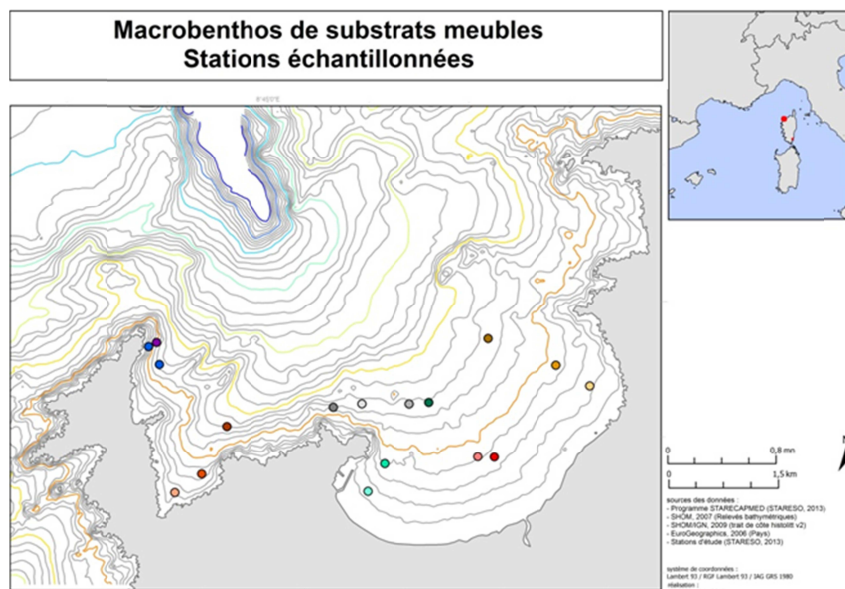 Macrobenthos de substrats meubles
Stations échantillonnées
N
0 0,8 mn
0 1,5 km
sources des données :
- Programme STARECAPMED (STARESO, 2013)
- SHOM, 2007 (Relevés bathymétriques)
- SHOM/IGN, 2009 (trait de côte histolitt v2)
- EuroGeographics, 2006 (Pays)
- Stations d'étude (STARESO, 2013)
système de coordonnées :
Lambert 93 / RGF Lambert 93 / IAG GRS 1980
réalisation :